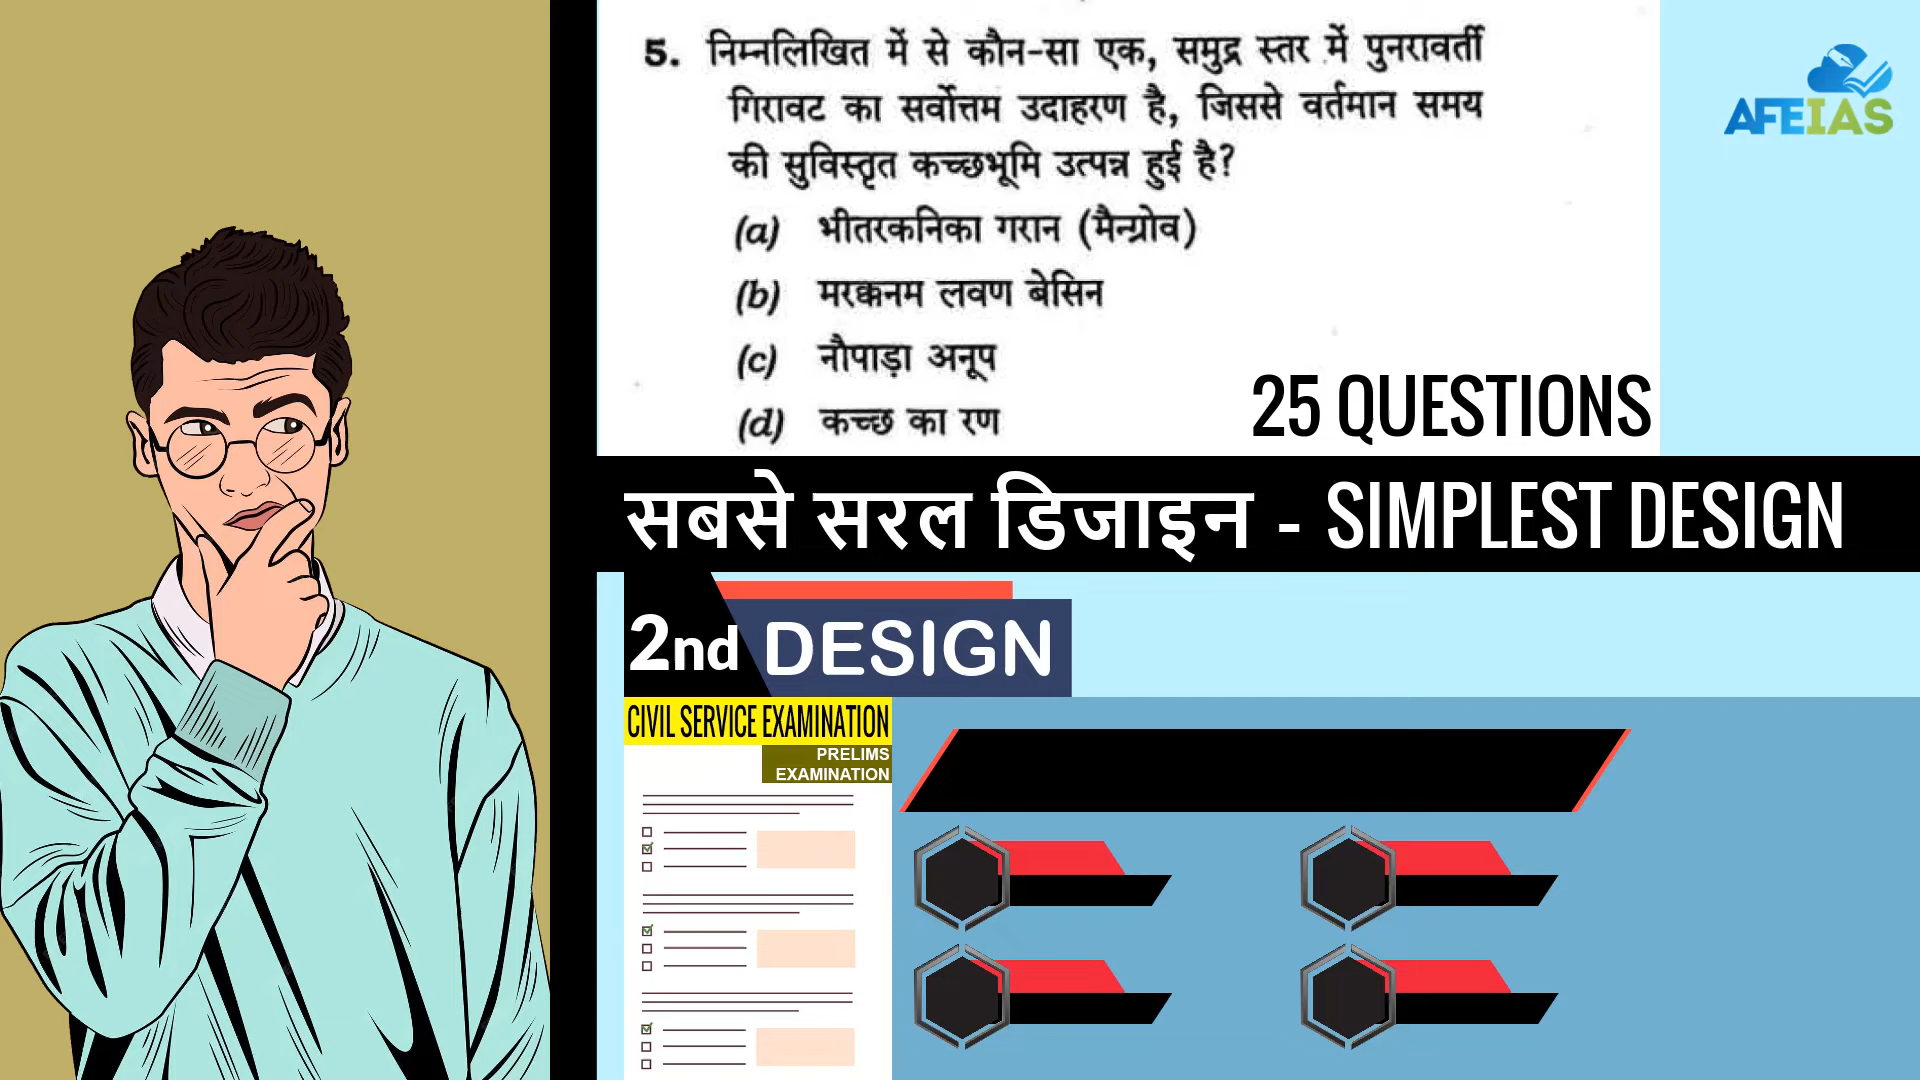 5. निम्नलिखित में से कौन-सा एक, समुद्र स्तर में पुनरावर्ती
गिरावट का सर्वोत्तम उदाहरण है, जिससे वर्तमान समय
की सुविस्तृत कच्छभूमि उत्पन्न हुई है?
(a) भीतरकनिका गरान (मैन्ग्रोव)
(b) मरक्कनम लवण बेसिन
(c) नौपाड़ा अनूप
(d) कच्छ का रण
AFEIAS
25 QUESTIONS
सबसे सरल डिजाइन - SIMPLEST DESIGN
2nd DESIGN
CIVIL SERVICE EXAMINATION
PRELIMS
EXAMINATION